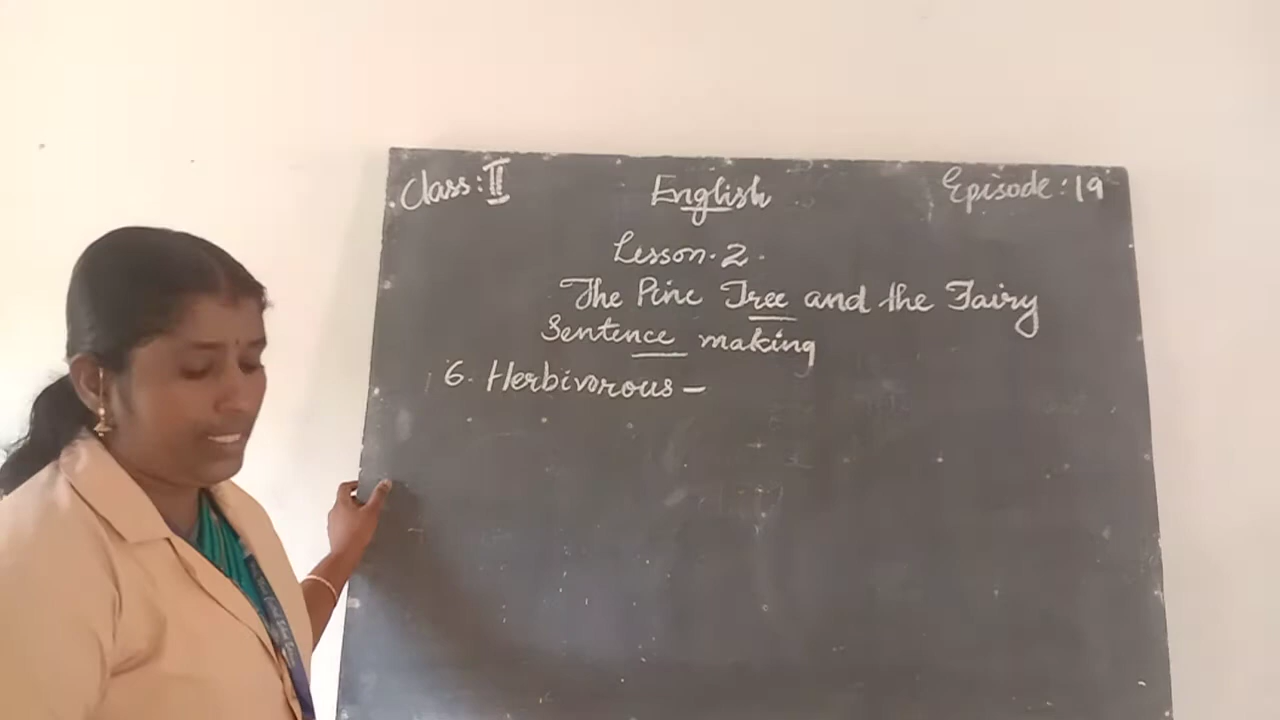 Class: II English Episode: 19
Lesson. 2.
The Pine Tree and the Fairy
Sentence making
6. Herbivorous –